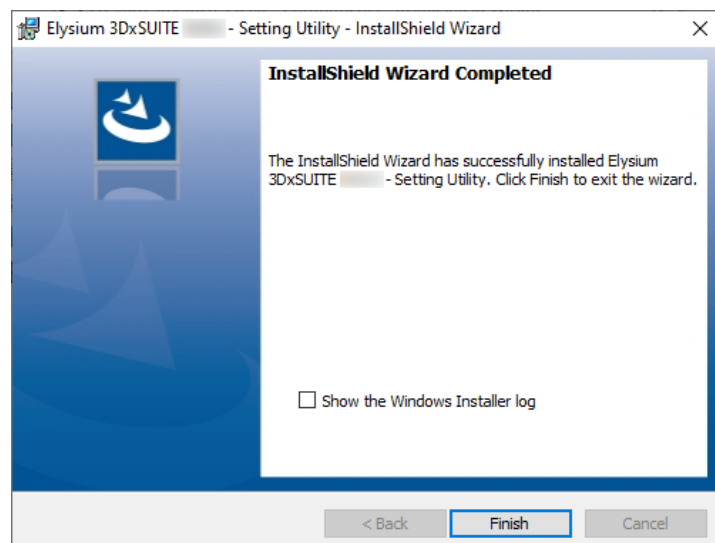 Elysium 3DxSUITE - Setting Utility - InstallShield Wizard
InstallShield Wizard Completed
The InstallShield Wizard has successfully installed Elysium
3DxSUITE - Setting Utility. Click Finish to exit the wizard.
Show the Windows Installer log
< Back
Finish
Cancel